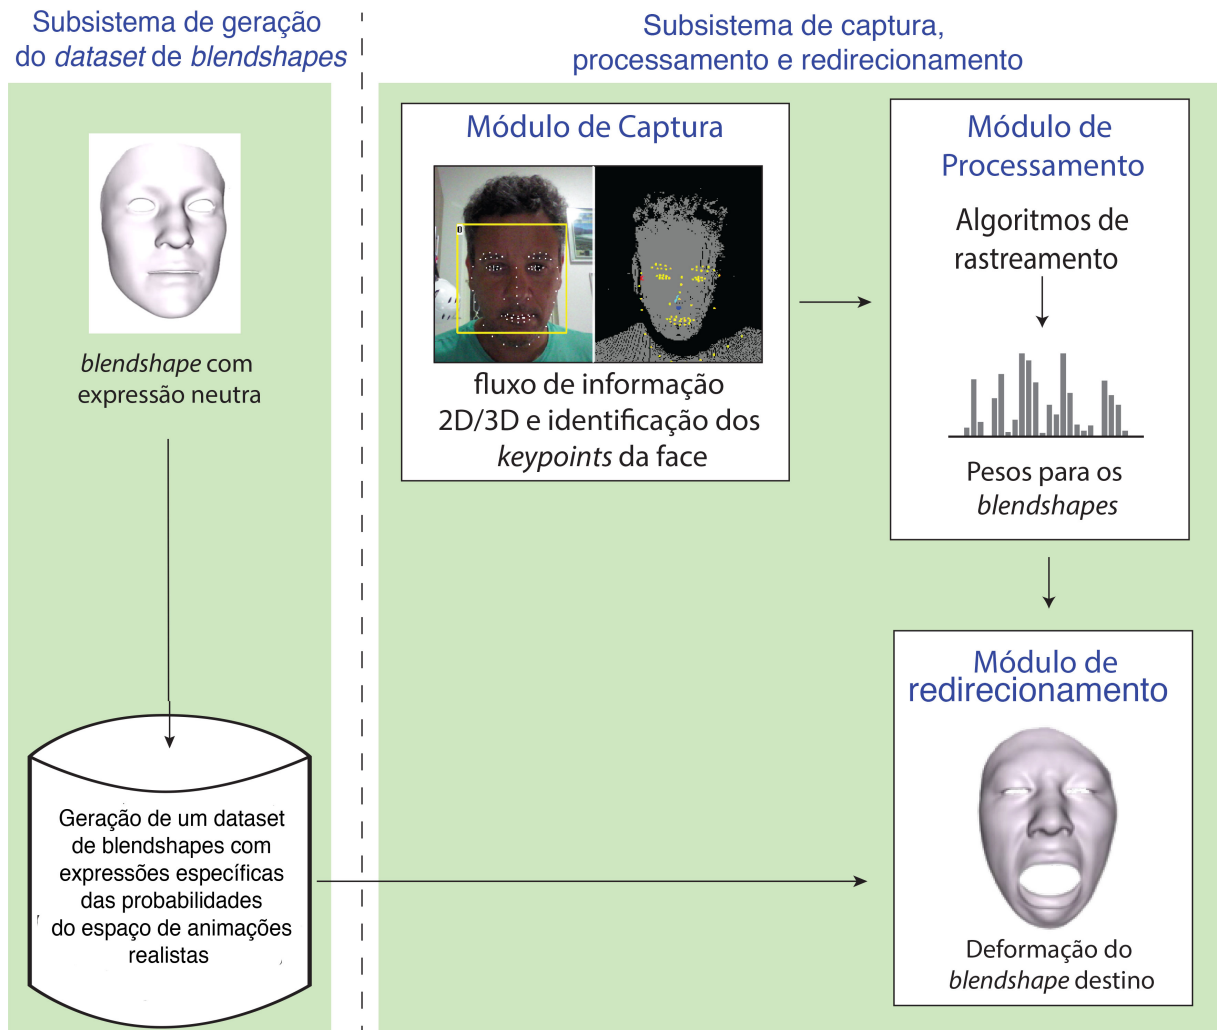 Subsistema de geração
do dataset de blendshapes
blendshape com
expressão neutra
Geração de um dataset
de blendshapes com
expressões específicas
das probabilidades
do espaço de animações
realistas
Subsistema de captura,
processamento e redirecionamento
Módulo de Captura
0
fluxo de informação
2D/3D e identificação dos
keypoints da face
Módulo de
Processamento
Algoritmos de
rastreamento
Pesos para os
blendshapes
Módulo de
redirecionamento
Deformação do
blendshape destino